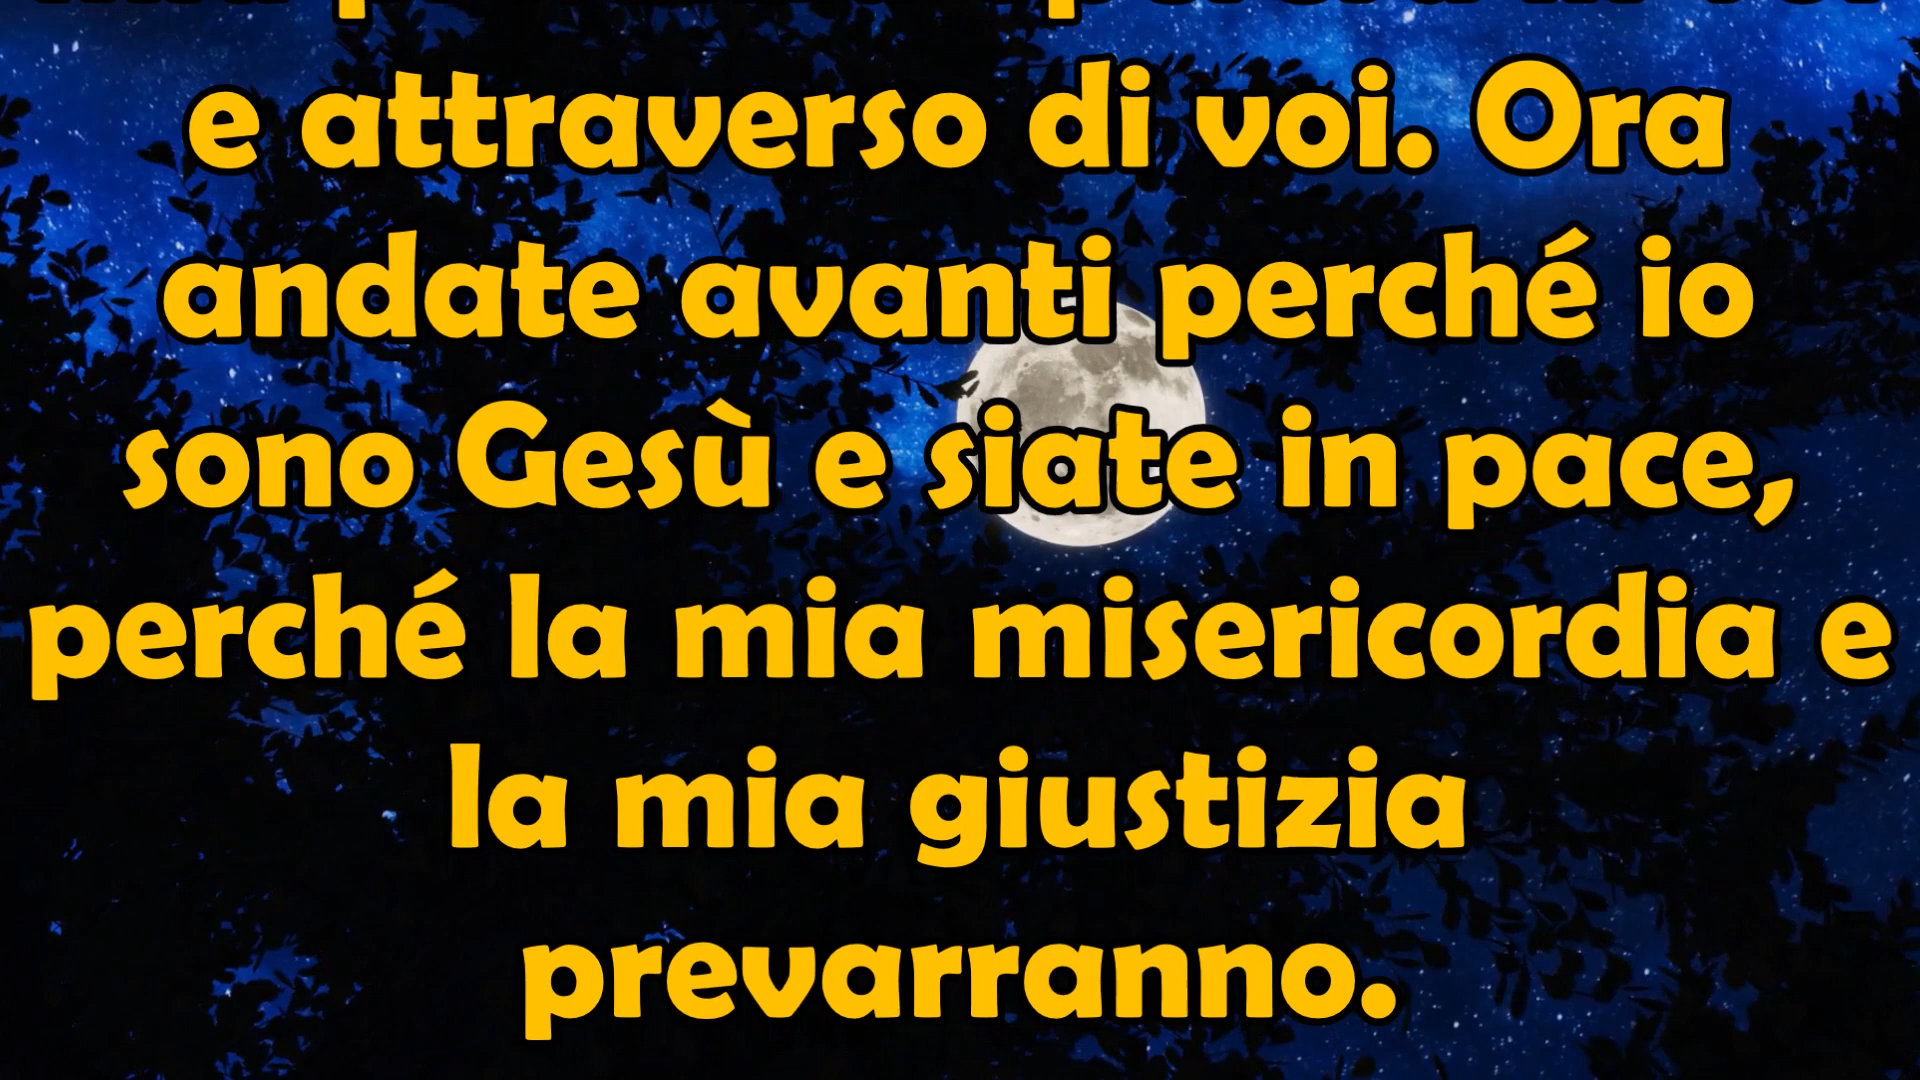 e attraverso di voi. Ora
andate avanti perché io
sono Gesù e siate in pace,
perché la mia misericordia e
la mia giustizia
prevarranno.